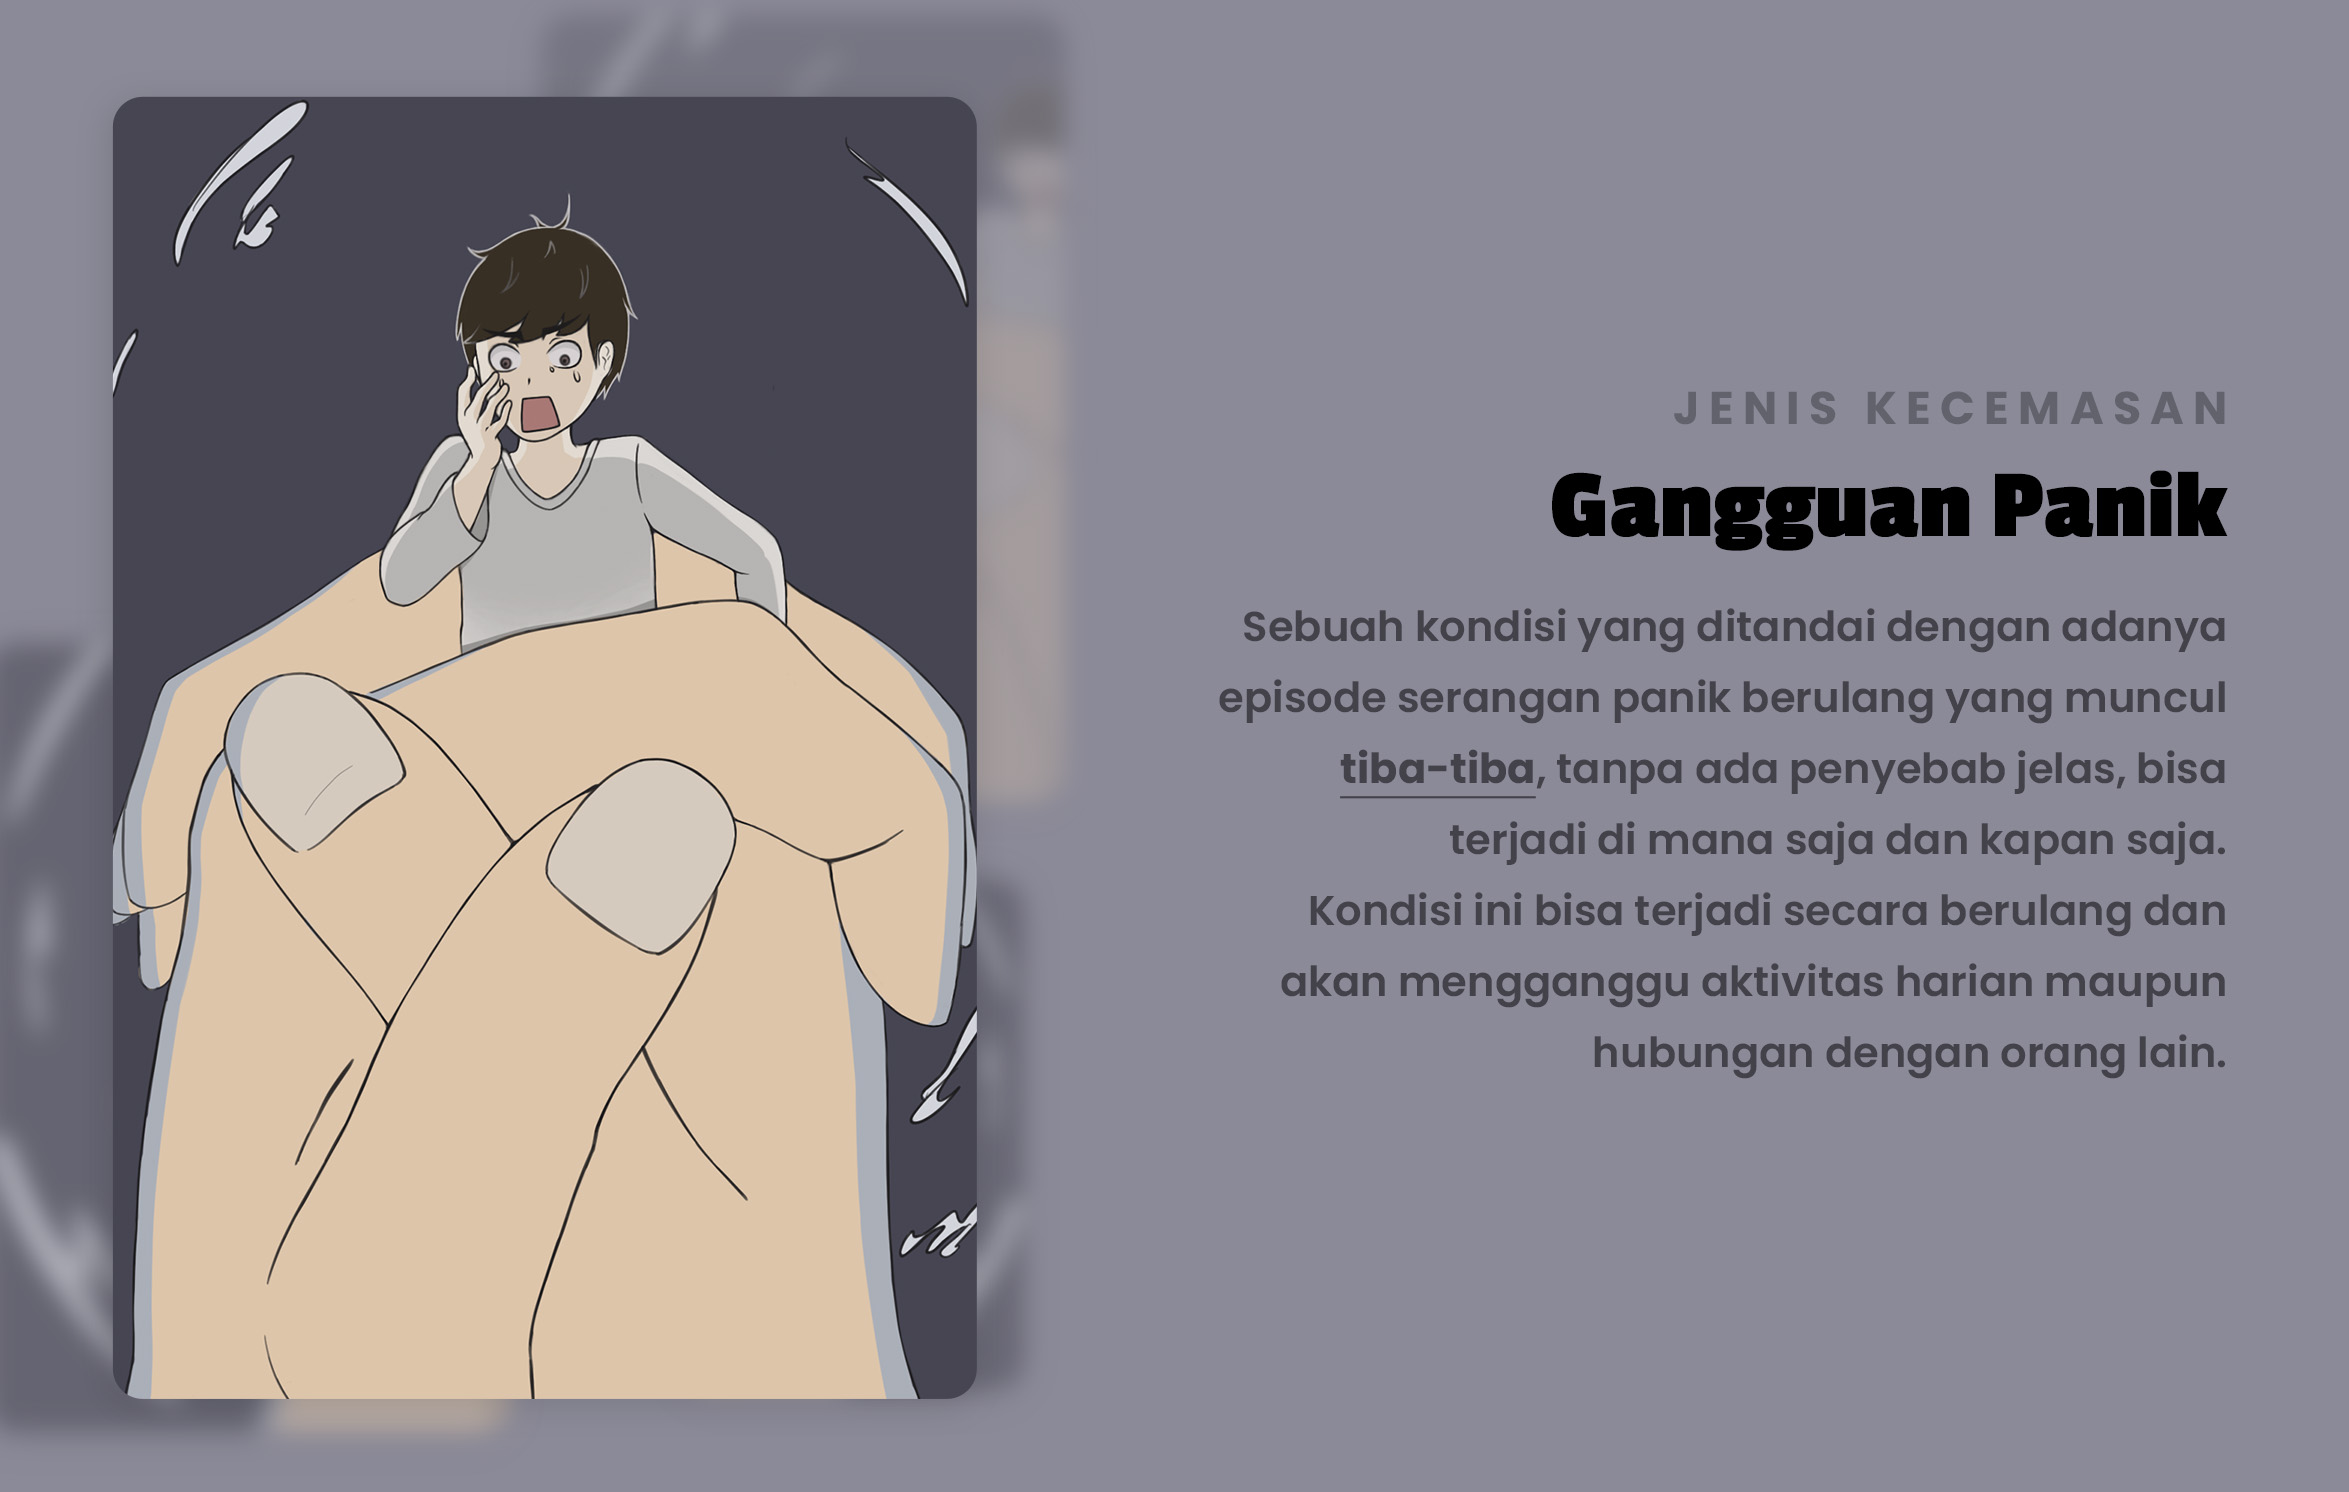 JENIS KECEMASAN
Gangguan Panik
Sebuah kondisi yang ditandai dengan adanya
episode serangan panik berulang yang muncul
tiba-tiba, tanpa ada penyebab jelas, bisa
terjadi di mana saja dan kapan saja.
Kondisi ini bisa terjadi secara berulang dan
akan mengganggu aktivitas harian maupun
hubungan dengan orang lain.